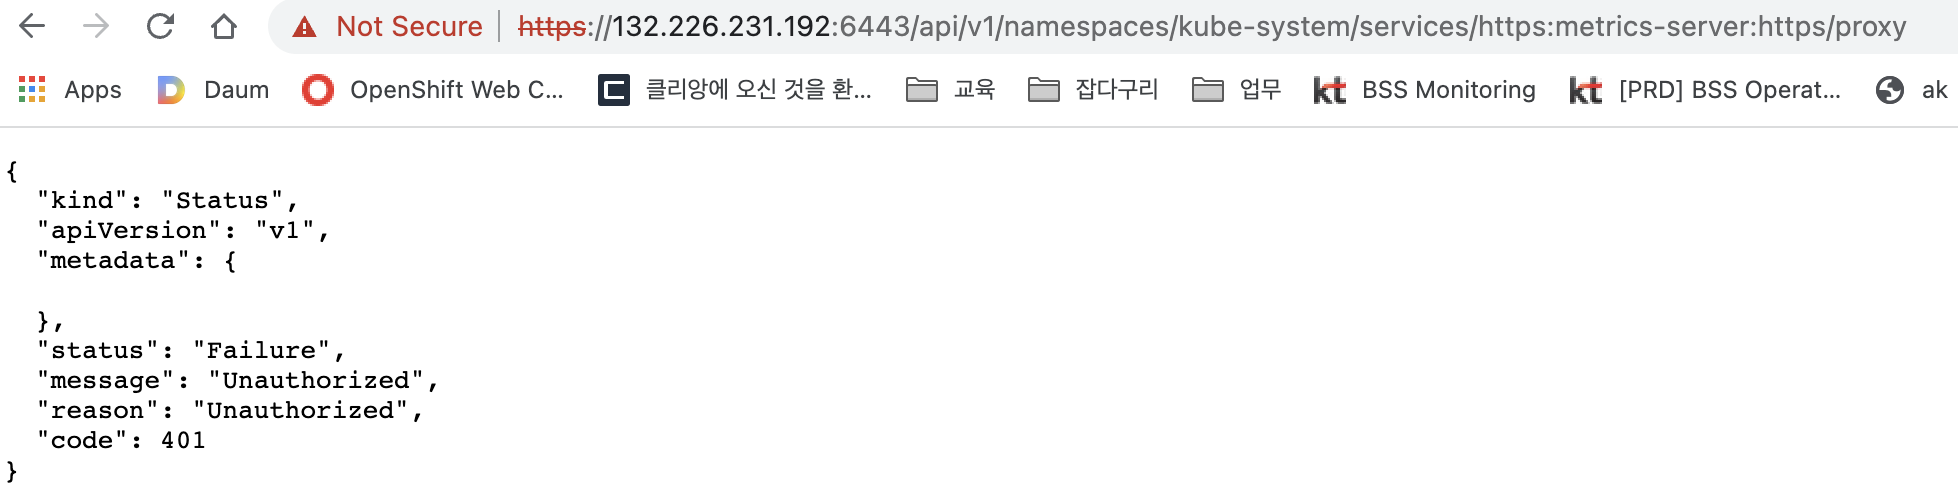 Not Secure https://132.226.231.192:6443/api/v1/namespaces/kube-system/services/https:metrics-server:https/proxy
Apps Daum OpenShift Web C... 클리앙에 오신 것을 환... 교육 잡다구리 업무 kt BSS Monitoring kt [PRD] BSS Operat... ak
{
"kind": "Status",
"apiVersion": "v1",
"metadata": {
},
"status": "Failure",
"message": "Unauthorized",
"reason": "Unauthorized",
"code": 401
}